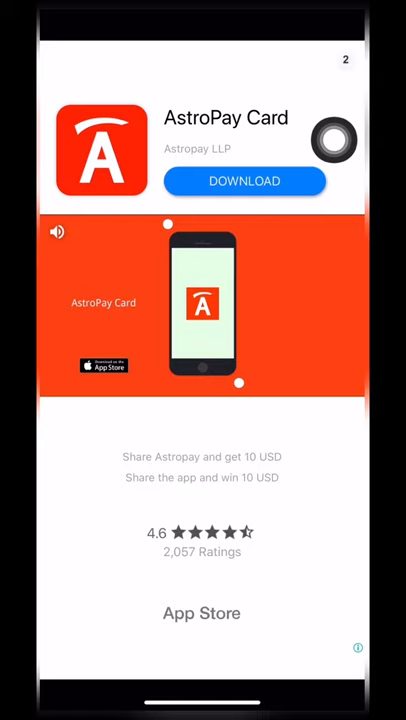 2
AstroPay Card
Astropay LLP
DOWNLOAD
AstroPay Card
Download on the
App Store
Share Astropay and get 10 USD
Share the app and win 10 USD
4.6
2,057 Ratings
App Store